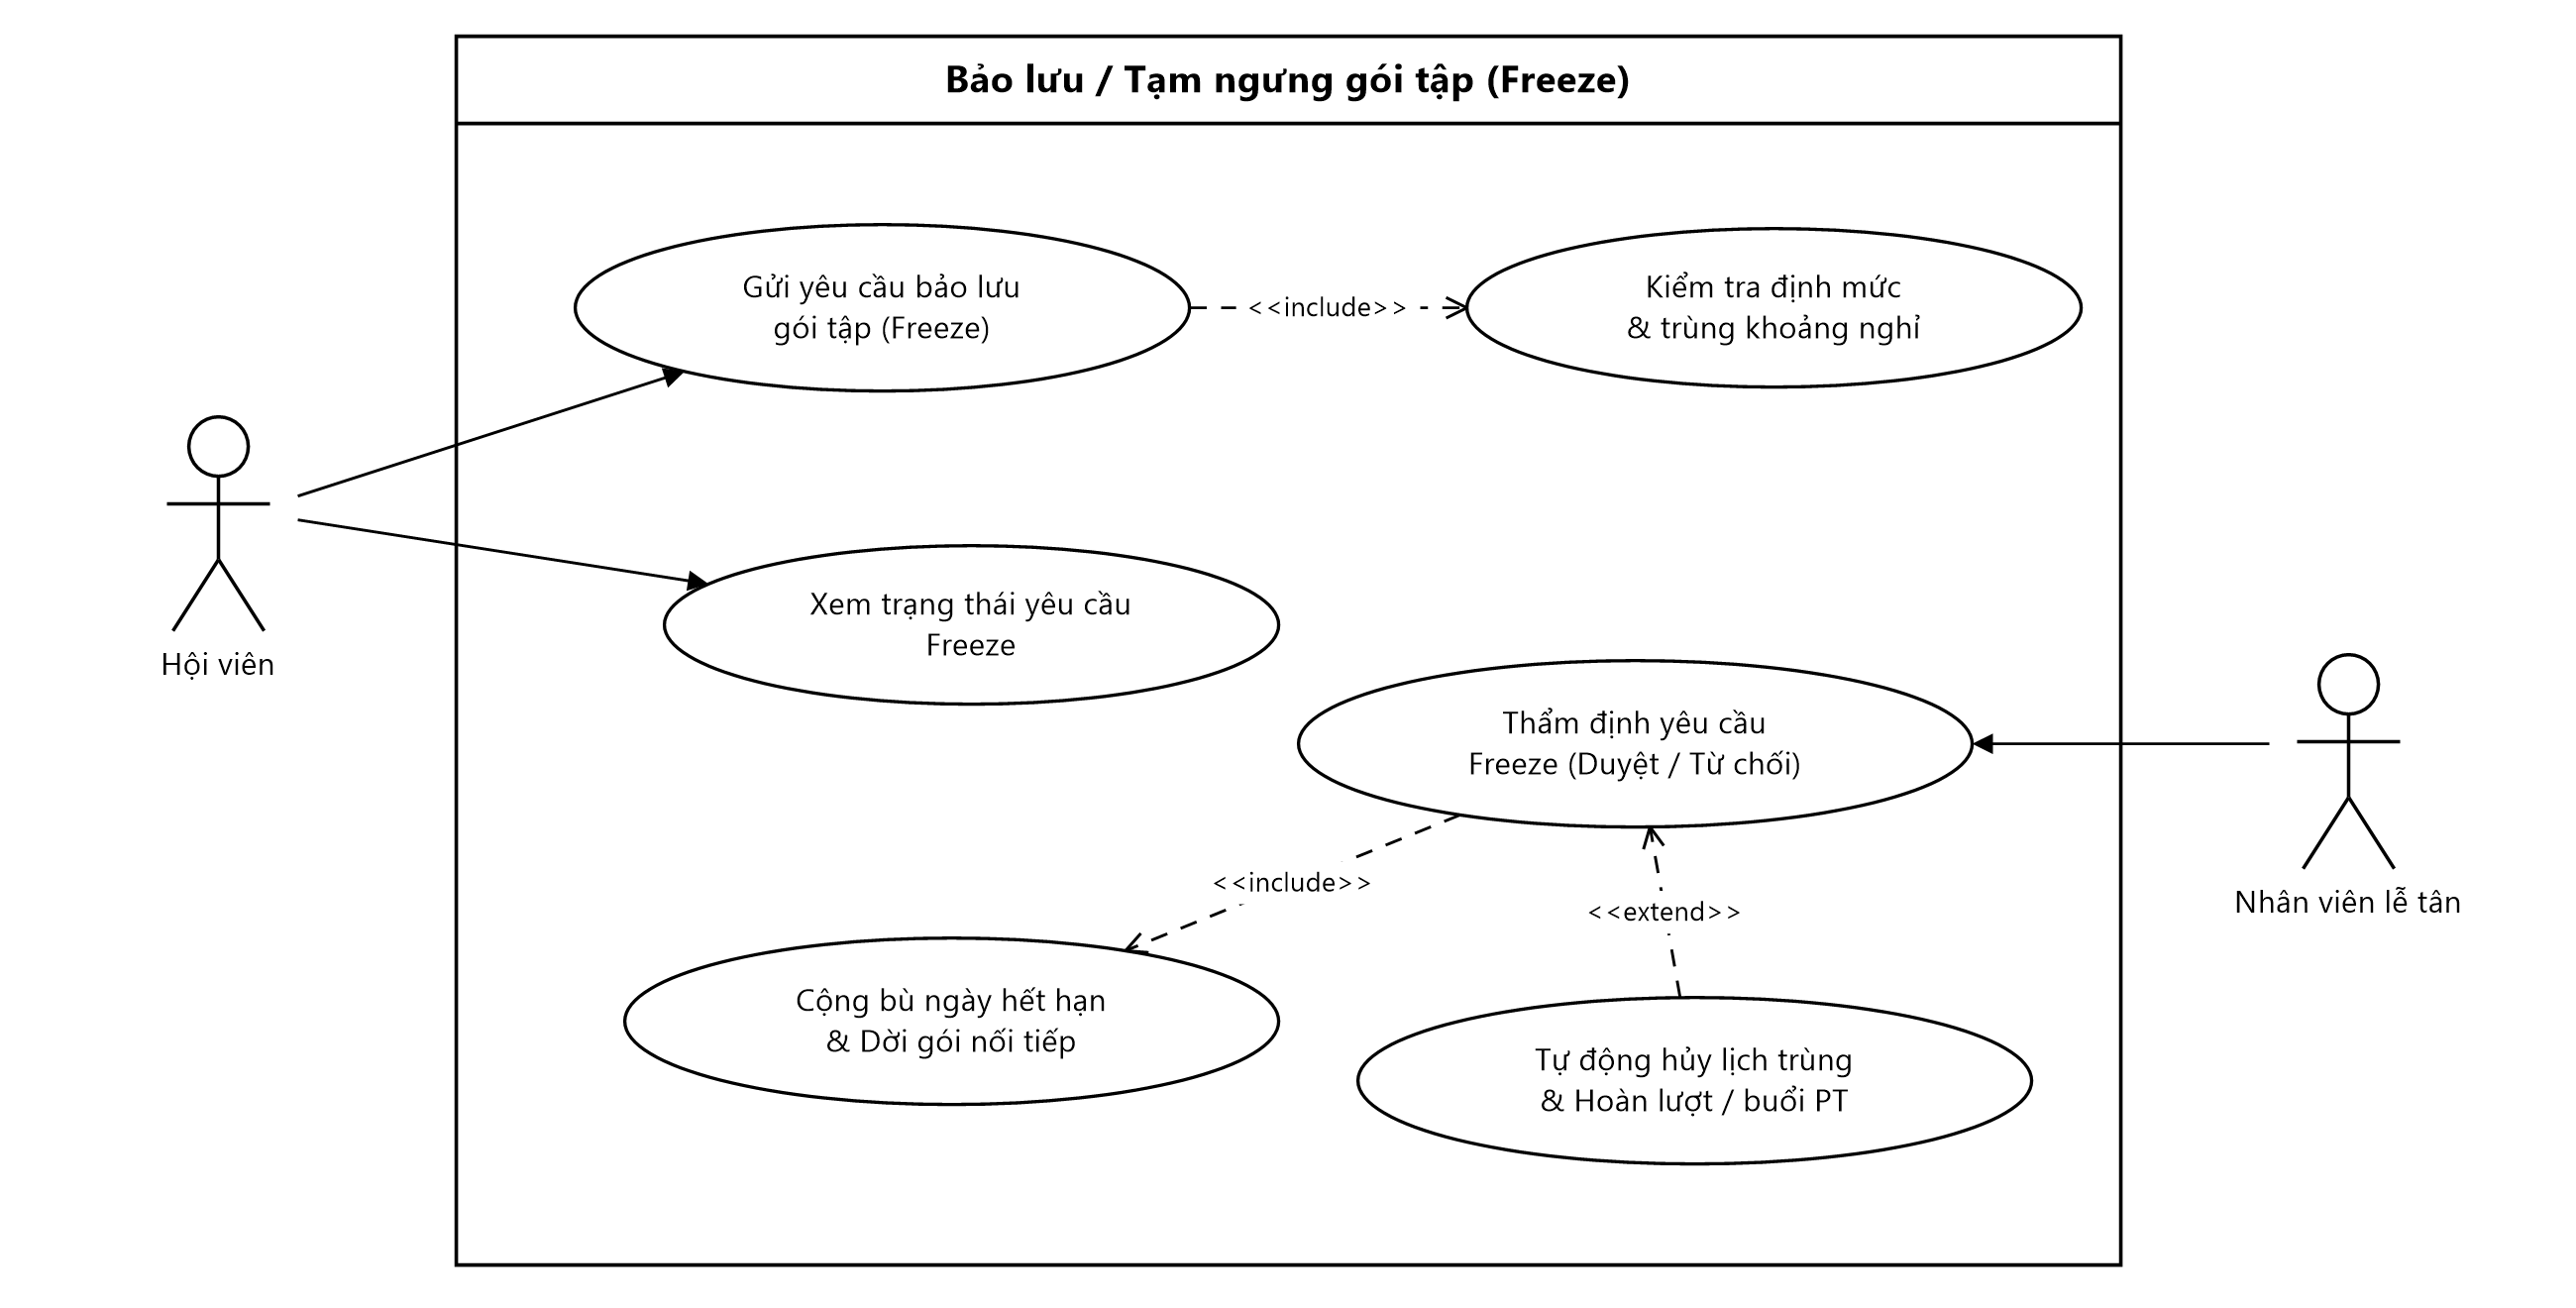 Bảo lưu / Tạm ngưng gói tập (Freeze)
Gửi yêu cầu bảo lưu
gói tập (Freeze)
<<include>>
Kiểm tra định mức
& trùng khoảng nghỉ
Hội viên
Xem trạng thái yêu cầu
Freeze
Thẩm định yêu cầu
Freeze (Duyệt / Từ chối)
Nhân viên lễ tân
<<include>>
<<extend>>
Cộng bù ngày hết hạn
& Dời gói nối tiếp
Tự động hủy lịch trùng
& Hoàn lượt / buổi PT